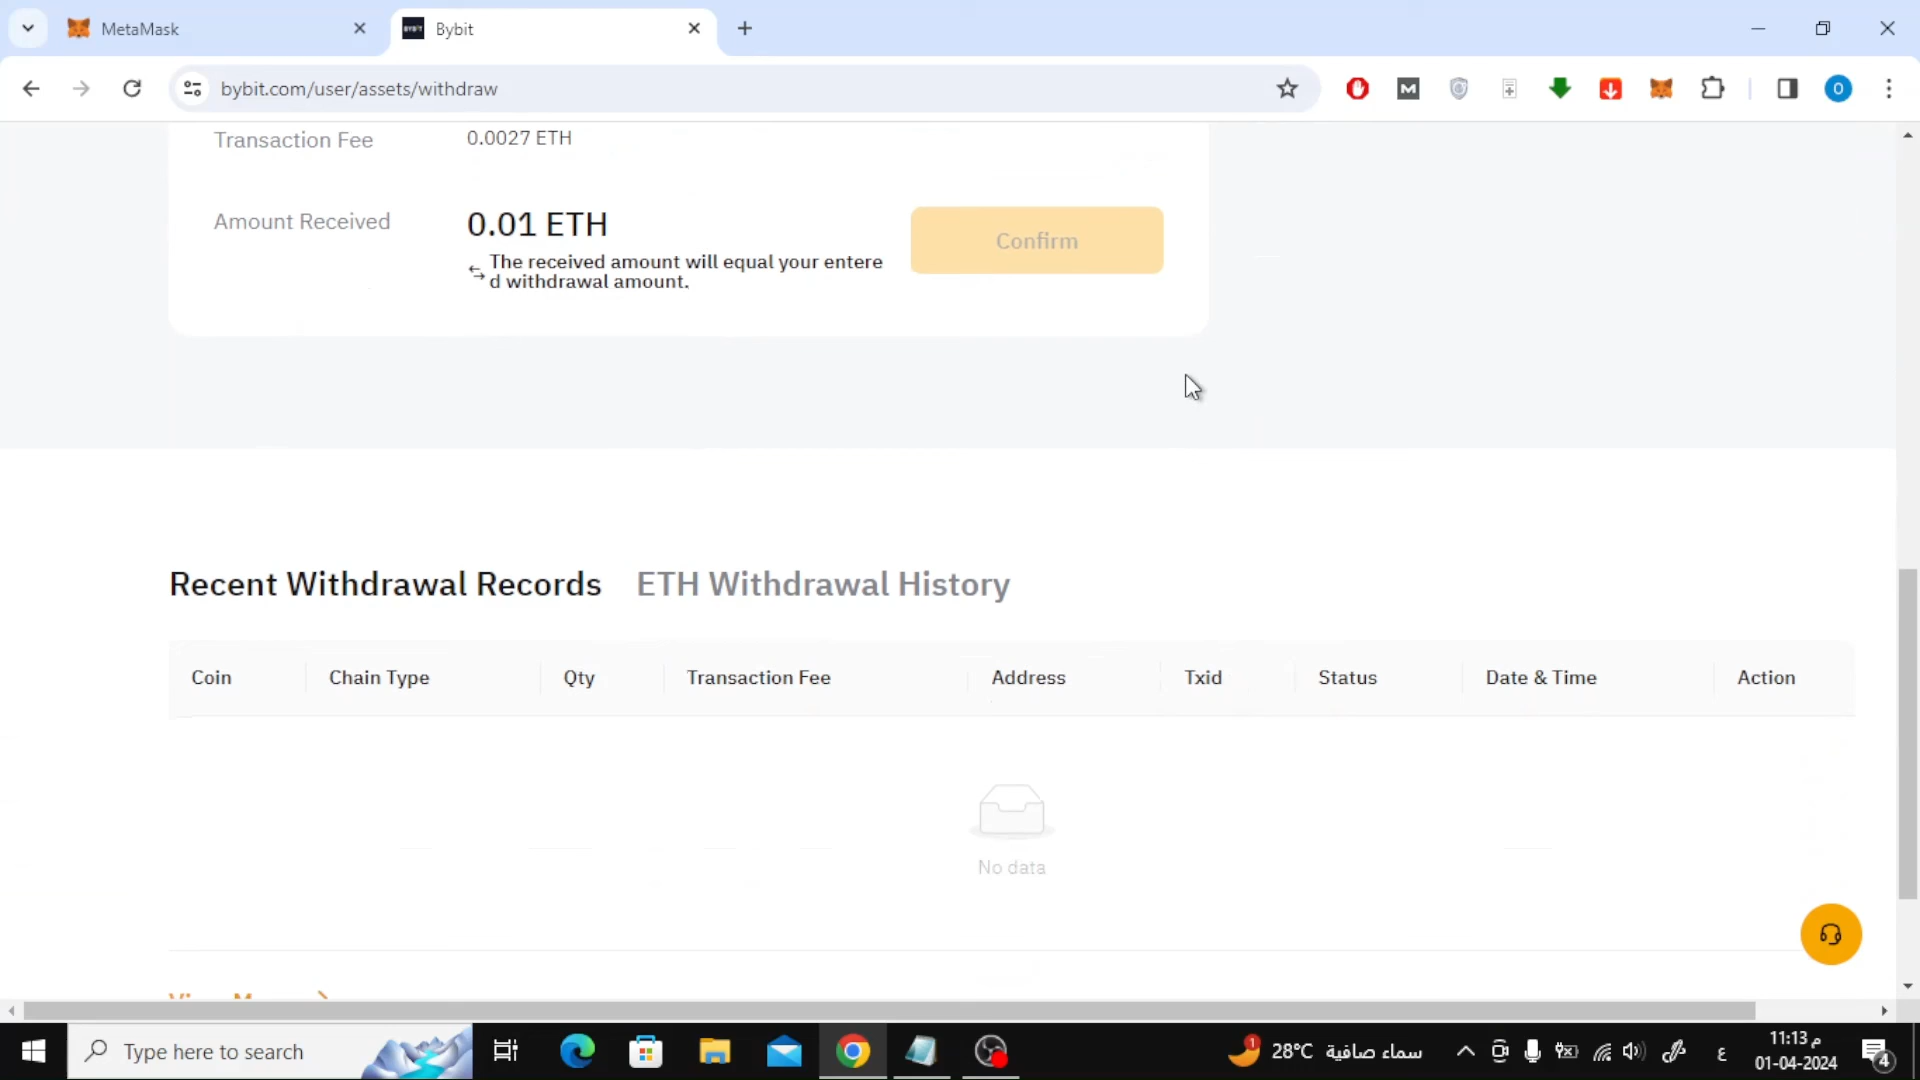 MetaMask
Bybit
bybit.com/user/assets/withdraw
Transaction Fee
0.0027 ETH
Amount Received
0.01 ETH
The received amount will equal your entere
d withdrawal amount.
Confirm
Recent Withdrawal Records
ETH Withdrawal History
Coin
Chain Type
Qty
Transaction Fee
Address
Txid
Status
Date & Time
Action
No data
Type here to search
28°C سماء صافية
ع
11:13 م
01-04-2024
4